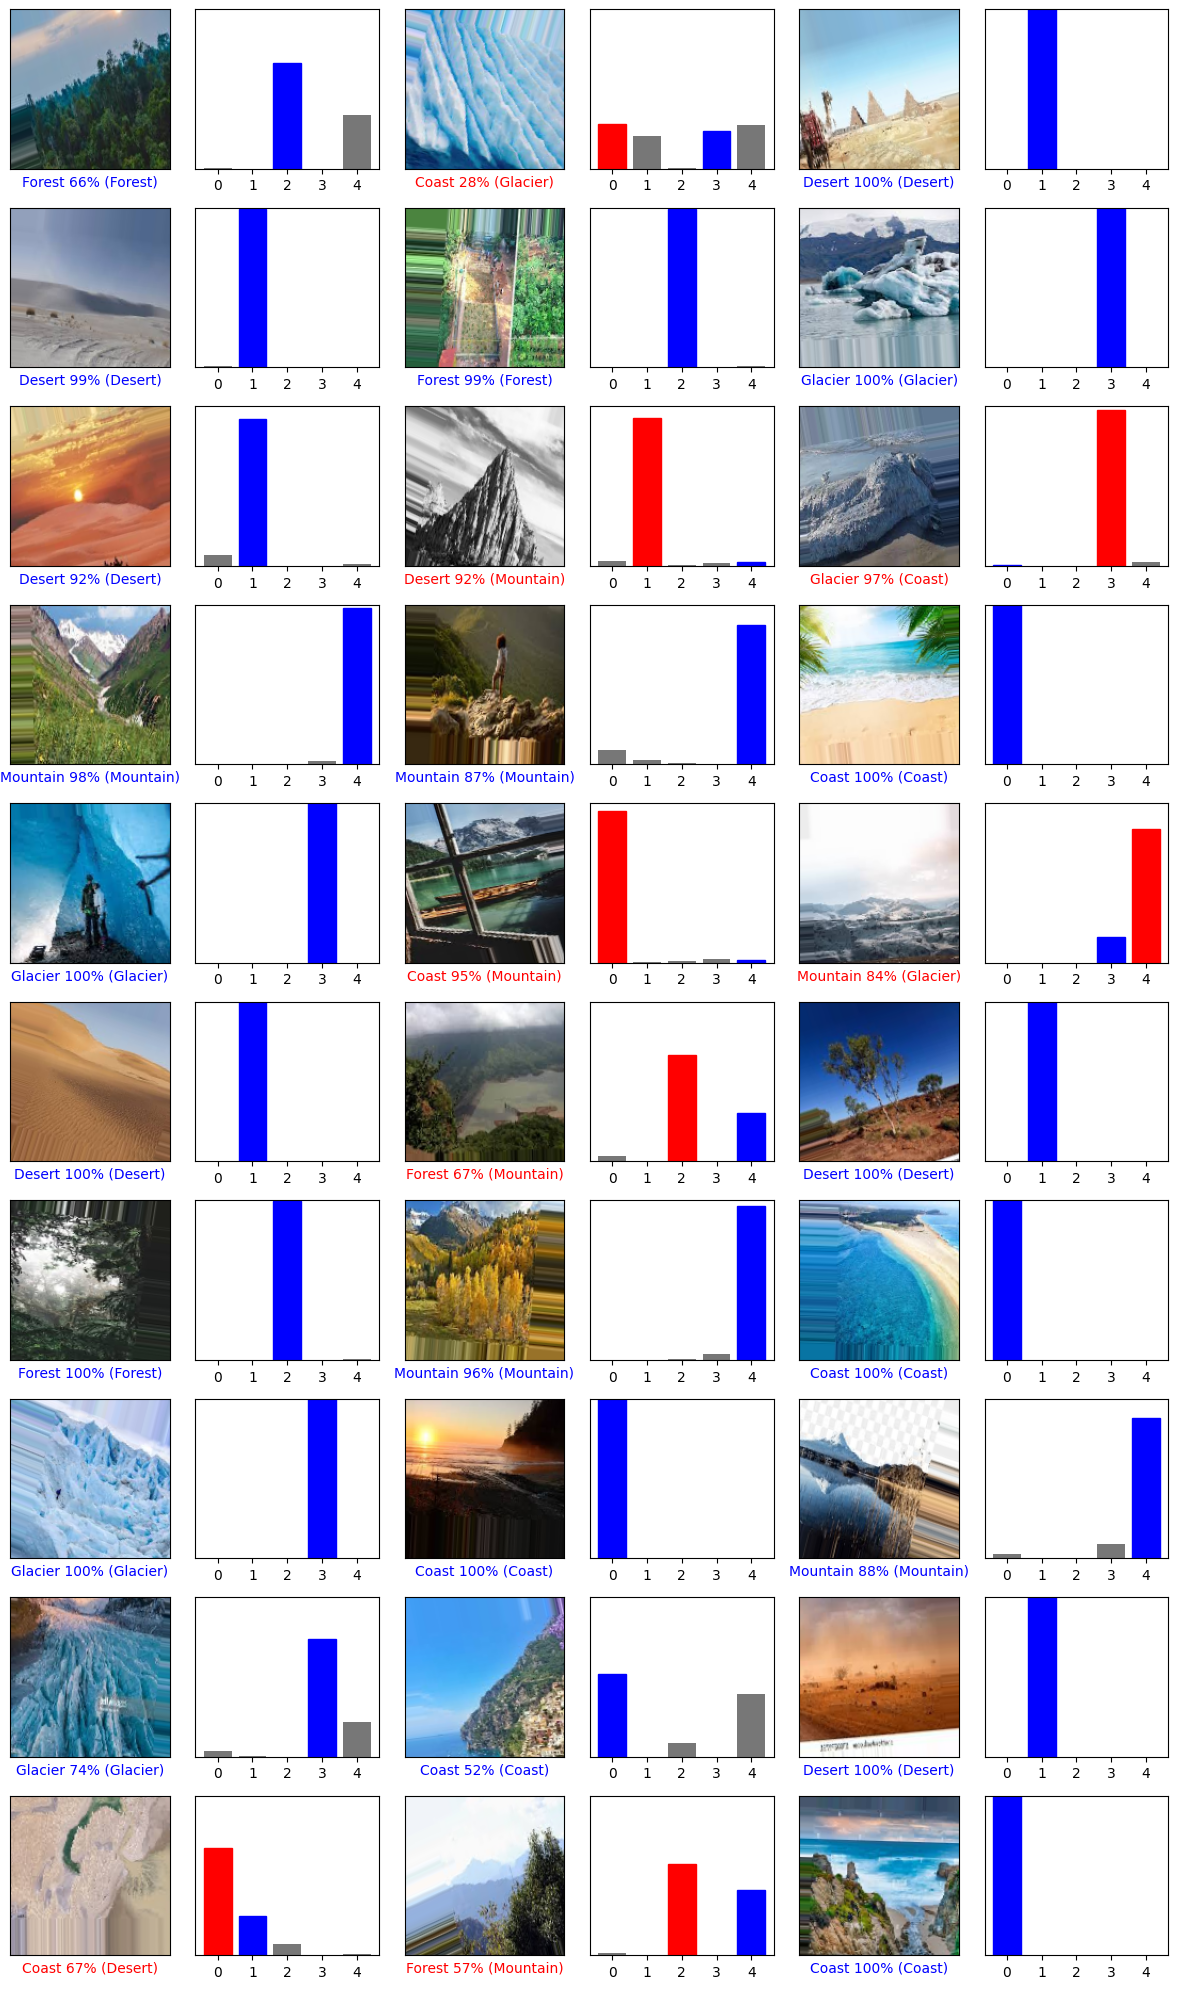 0 1 2 3 4 0 1 2 3 4 0 1 2 3 4
Forest 66% (Forest) Coast 28% (Glacier) Desert 100% (Desert)
0 1 2 3 4 0 1 2 3 4 0 1 2 3 4
Desert 99% (Desert) Forest 99% (Forest) Glacier 100% (Glacier)
0 1 2 3 4 0 1 2 3 4 0 1 2 3 4
Desert 92% (Desert) Desert 92% (Mountain) Glacier 97% (Coast)
0 1 2 3 4 0 1 2 3 4 0 1 2 3 4
Mountain 98% (Mountain) Mountain 87% (Mountain) Coast 100% (Coast)
0 1 2 3 4 0 1 2 3 4 0 1 2 3 4
Glacier 100% (Glacier) Coast 95% (Mountain) Mountain 84% (Glacier)
0 1 2 3 4 0 1 2 3 4 0 1 2 3 4
Desert 100% (Desert) Forest 67% (Mountain) Desert 100% (Desert)
0 1 2 3 4 0 1 2 3 4 0 1 2 3 4
Forest 100% (Forest) Mountain 96% (Mountain) Coast 100% (Coast)
0 1 2 3 4 0 1 2 3 4 0 1 2 3 4
Glacier 100% (Glacier) Coast 100% (Coast) Mountain 88% (Mountain)
0 1 2 3 4 0 1 2 3 4 0 1 2 3 4
Glacier 74% (Glacier) Coast 52% (Coast) Desert 100% (Desert)
0 1 2 3 4 0 1 2 3 4 0 1 2 3 4
Coast 67% (Desert) Forest 57% (Mountain) Coast 100% (Coast)